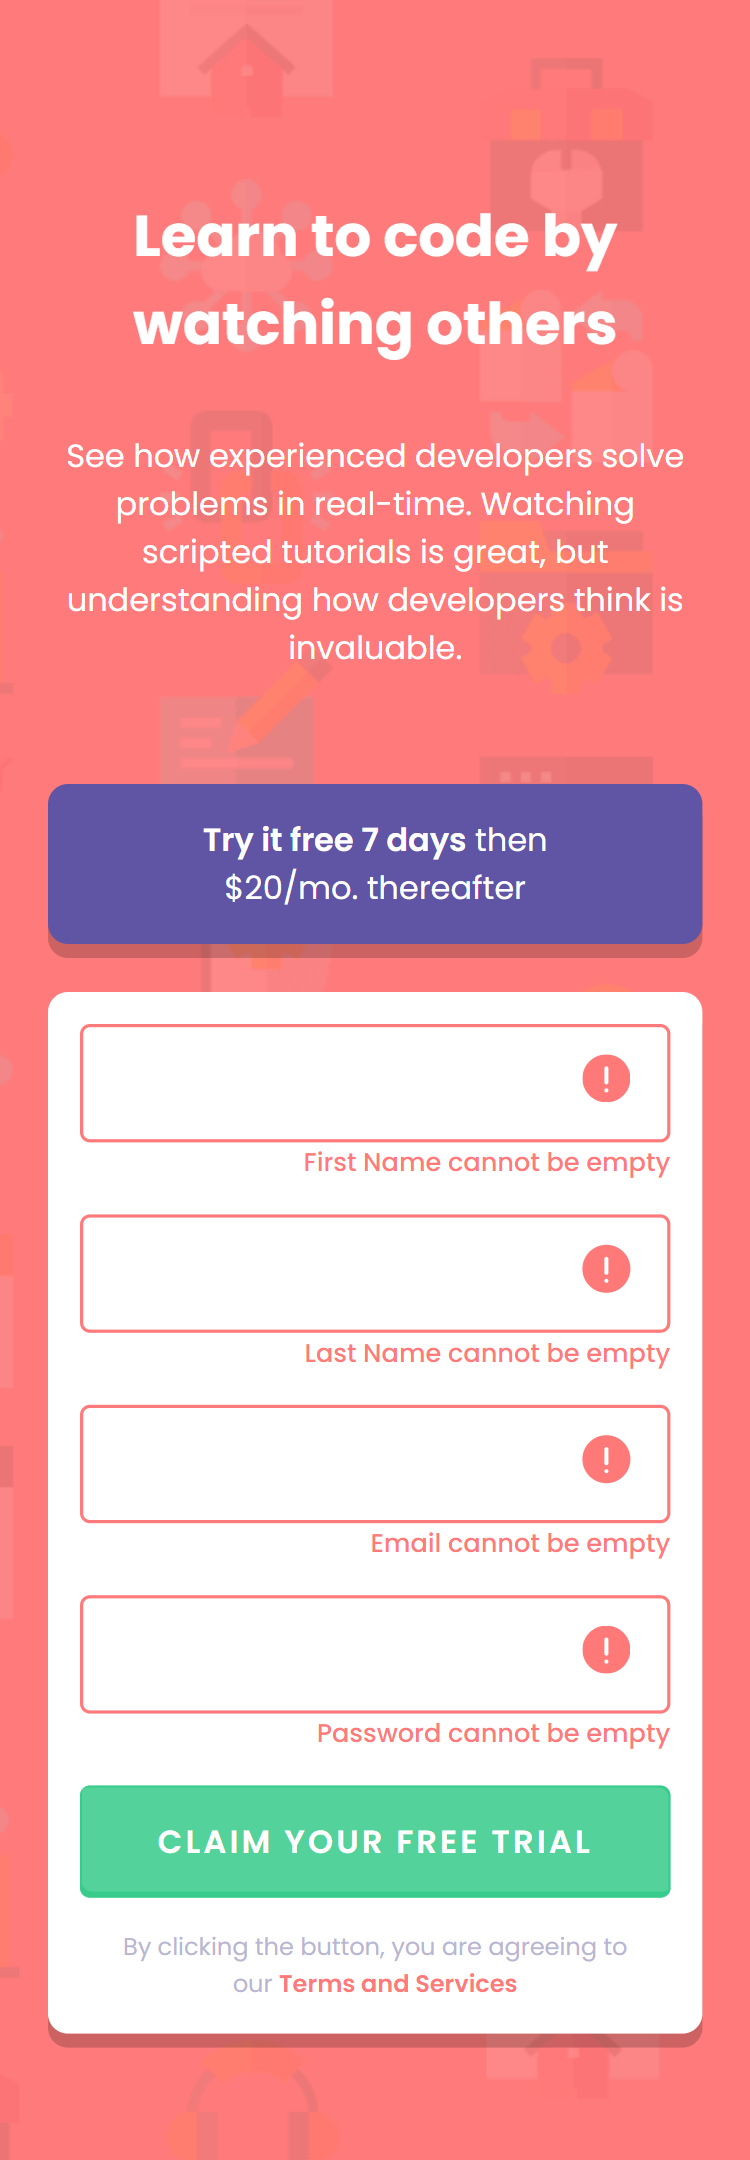 Learn to code by
watching others
See how experienced developers solve
problems in real-time. Watching
scripted tutorials is great, but
understanding how developers think is
invaluable.
Try it free 7 days then
$20/mo. thereafter
First Name cannot be empty
Last Name cannot be empty
Email cannot be empty
Password cannot be empty
CLAIM YOUR FREE TRIAL
By clicking the button, you are agreeing to
our Terms and Services